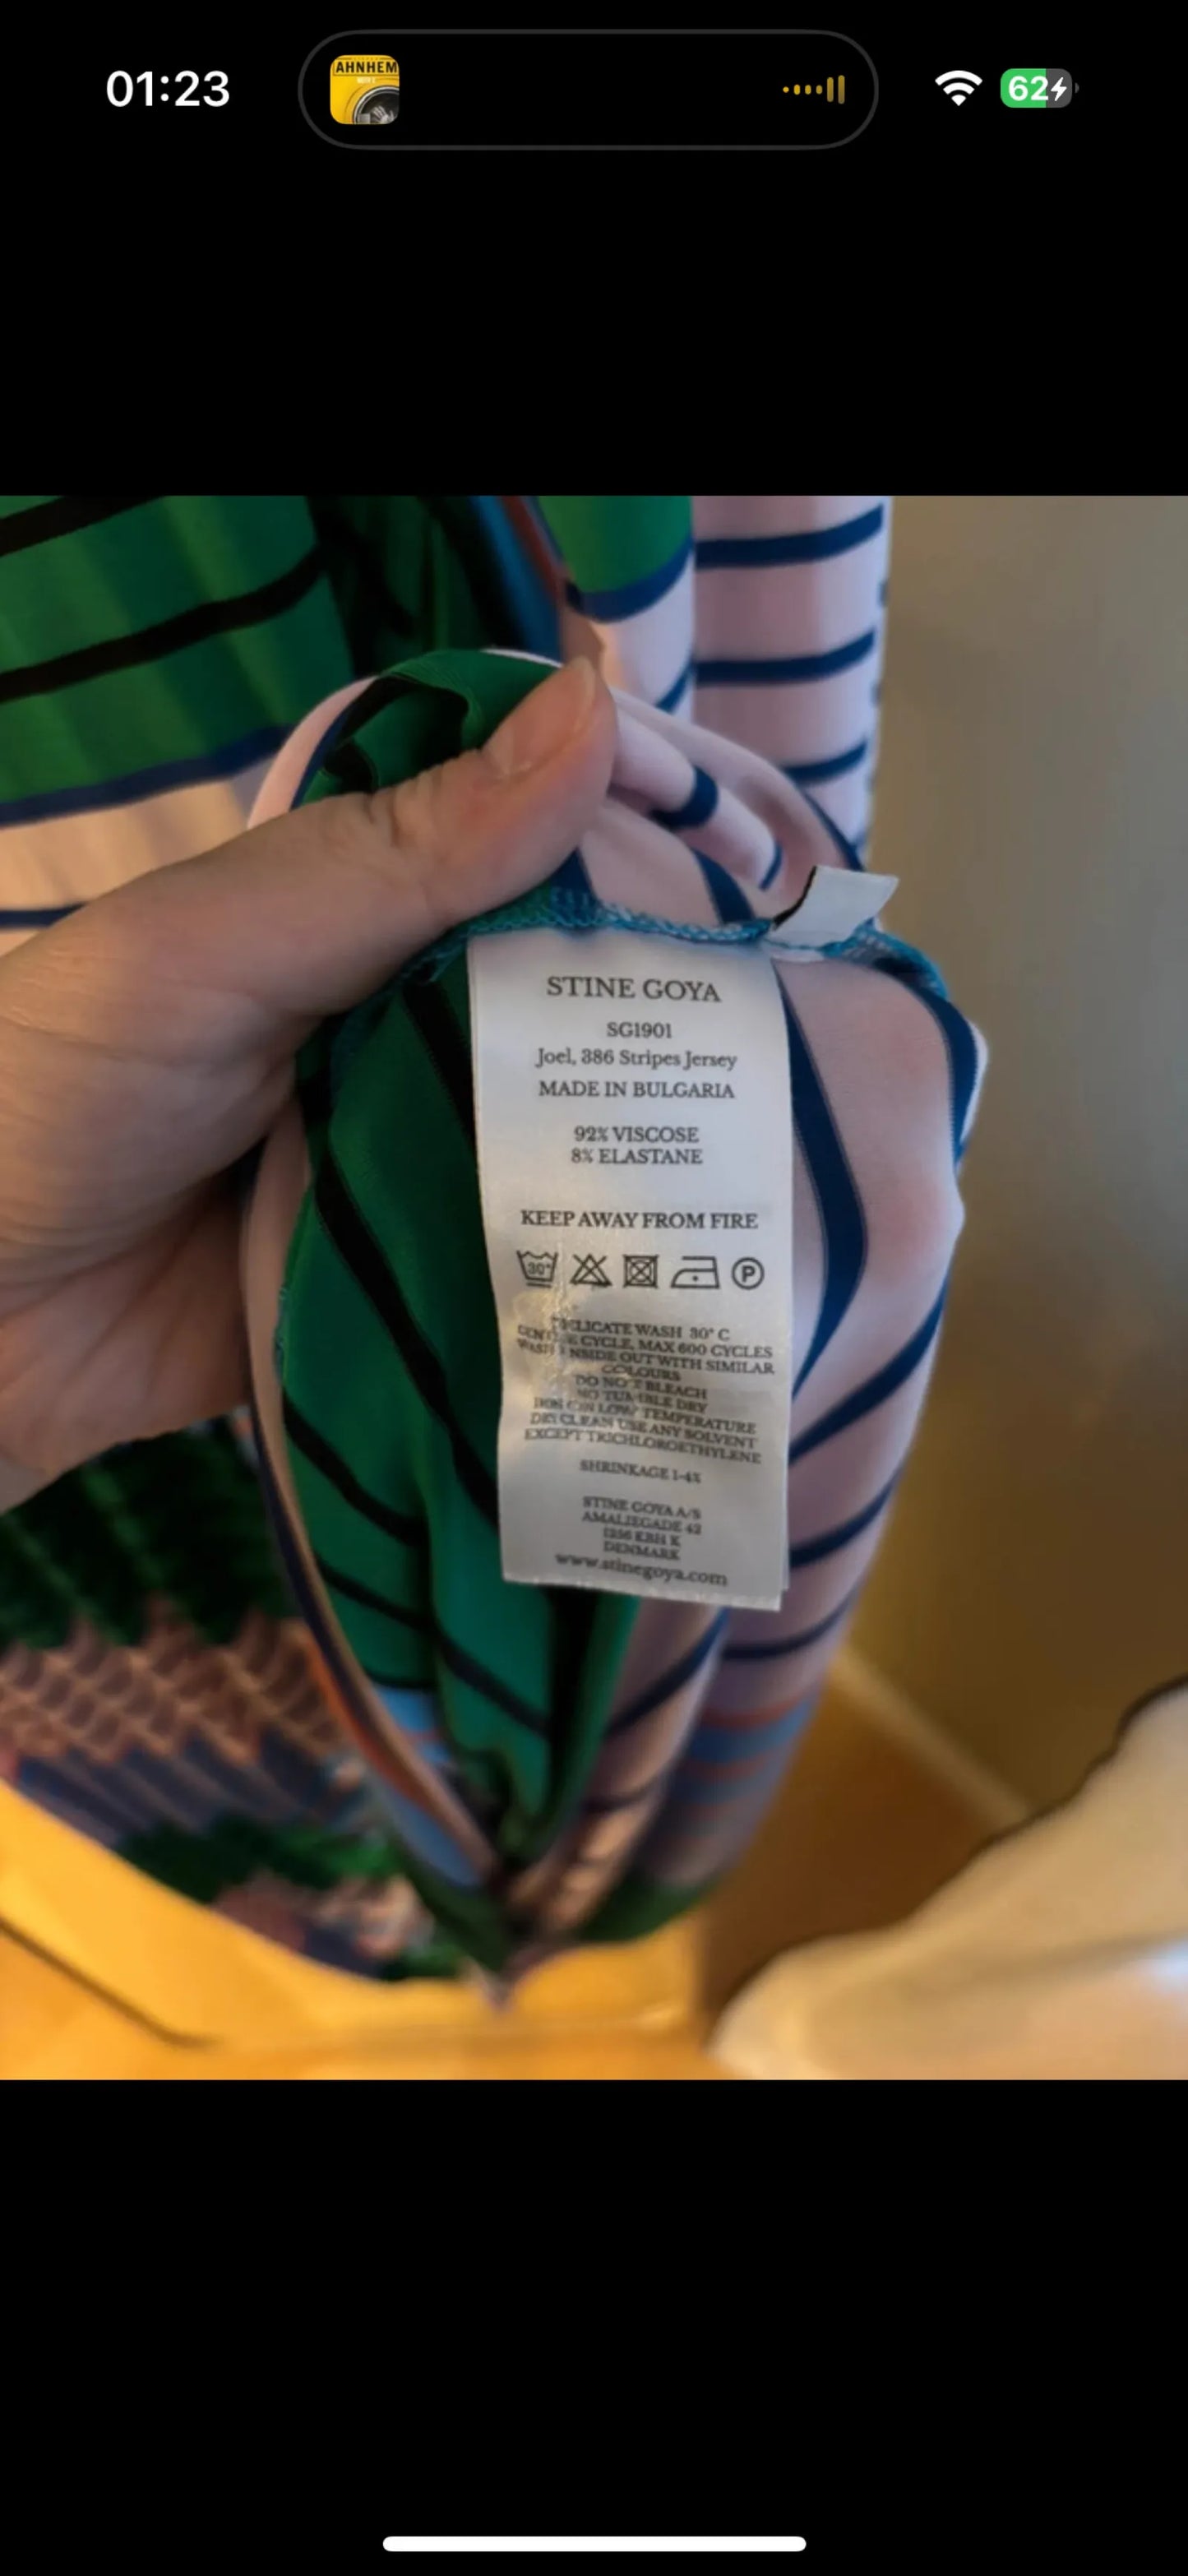 01:23
AHNHEM
62
STINE GOYA
SG1901
Joel, 386 Stripes Jersey
MADE IN BULGARIA
92% VISCOSE
8% ELASTANE
KEEP AWAY FROM FIRE
30°
P
DELICATE WASH 30° C
GENTLE CYCLE, MAX 600 CYCLES
WASH INSIDE OUT WITH SIMILAR
COLOURS
DO NOT BLEACH
NO TUMBLE DRY
IRON ON LOW TEMPERATURE
DRY CLEAN USE ANY SOLVENT
EXCEPT TRICHLOROETHYLENE
SHRINKAGE 1-4%
STINE GOYA A/S
AMALIEGADE 42
1256 KBH K
DENMARK
www.stinegoya.com